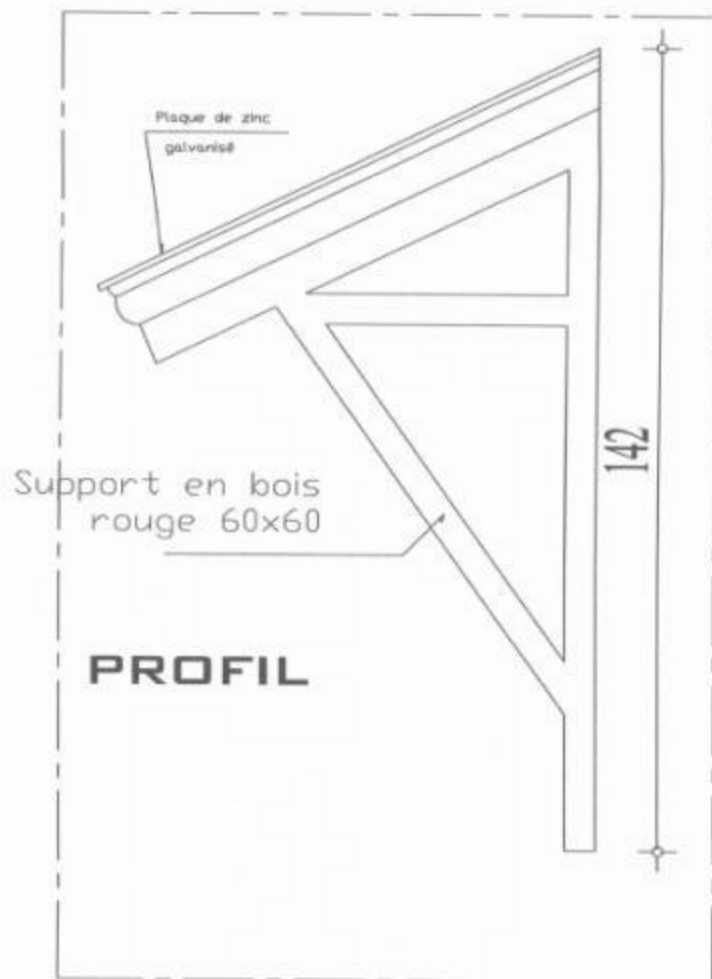 Plaque de zinc
galvanisé
142
Support en bois
rouge 60x60
PROFIL